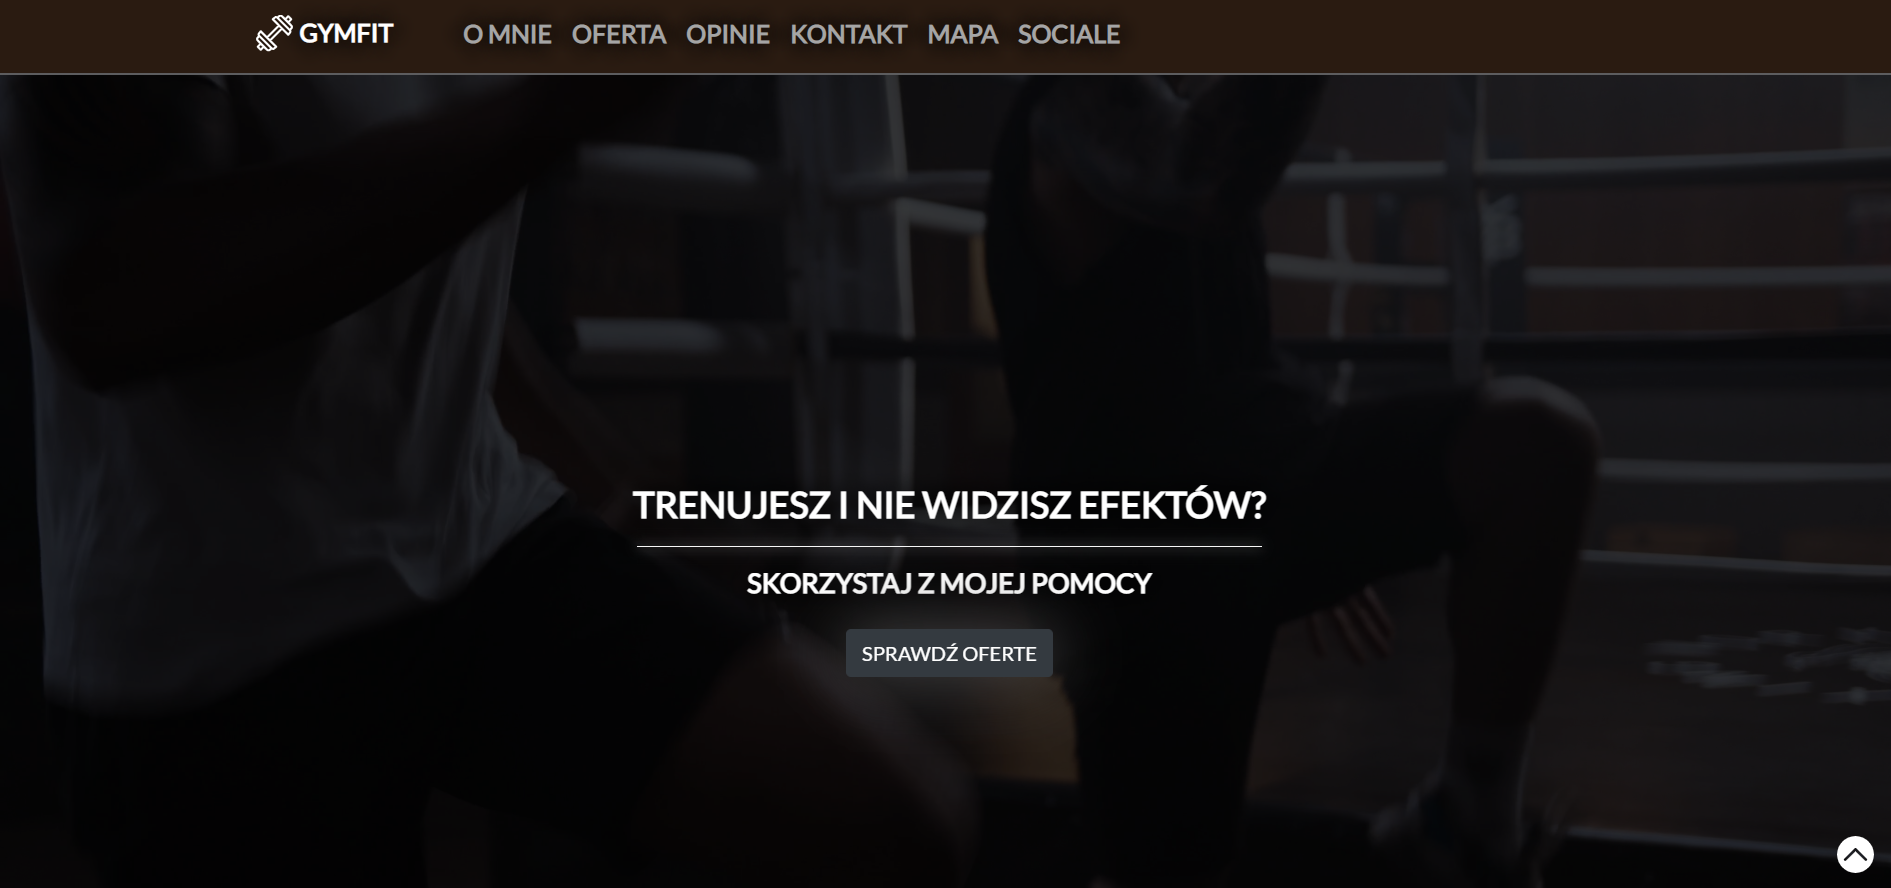 GYMFIT O MNIE OFERTA OPINIE KONTAKT MAPA SOCIALE
TRENUJESZ I NIE WIDZISZ EFEKTÓW?
SKORZYSTAJ Z MOJEJ POMOCY
SPRAWDŹ OFERTE